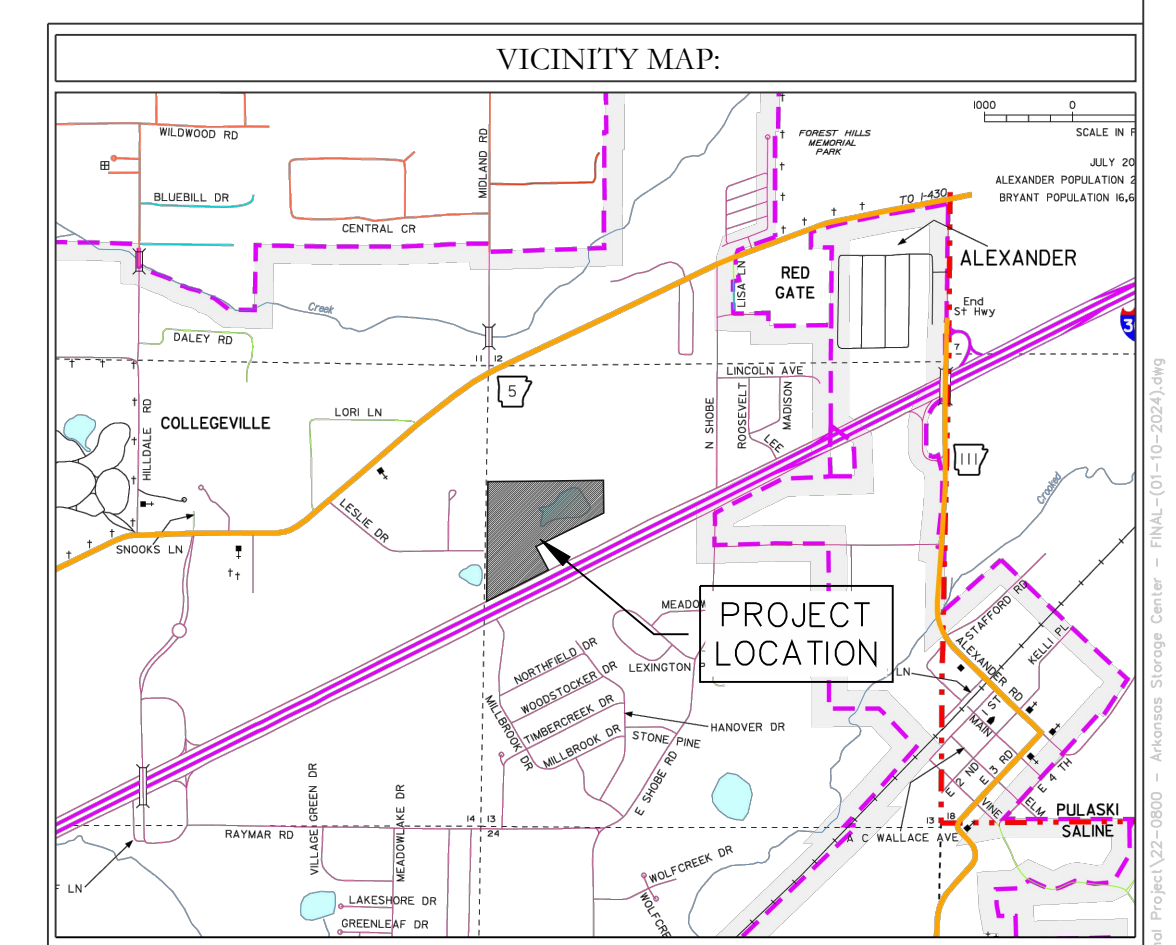 VICINITY MAP:
1000 0
SCALE IN F
JULY 20
ALEXANDER POPULATION 2
BRYANT POPULATION 16,6
WILDWOOD RD
MIDLAND RD
FOREST HILLS
MEMORIAL
PARK
BLUEBILL DR
CENTRAL CR
TO I-430
ALEXANDER
LISA LN
RED
GATE
Creek
End
St Hwy
3
DALEY RD
11 12
7
5
LINCOLN AVE
N SHOBE
ROOSEVELT
MADISON
LEE
LORI LN
COLLEGEVILLE
HILLDALE RD
111
LESLIE DR
SNOOKS LN
Crooked
PROJECT
LOCATION
MEADOW
LEXINGTON P
STAFFORD RD
KELLI PL
ALEXANDER RD
LN
NORTHFIELD DR
WOODSTOCKER DR
TIMBERCREEK DR
MILLBROOK DR
MILLBROOK DR
HANOVER DR
STONE PINE
E SHOBE RD
1 ST
MAIN
E 2 ND
E 3 RD
E 4 TH
VINE
ELM
PULASKI
SALINE
14 13
24
13 18
RAYMAR RD
VILLAGE GREEN DR
MEADOWLAKE DR
A C WALLACE AVE
F LN
WOLFCREEK DR
WOLFCRE
LAKESHORE DR
GREENLEAF DR
al Project\22-0800 - Arkansas Storage Center - FINAL-(01-10-2024).dwg